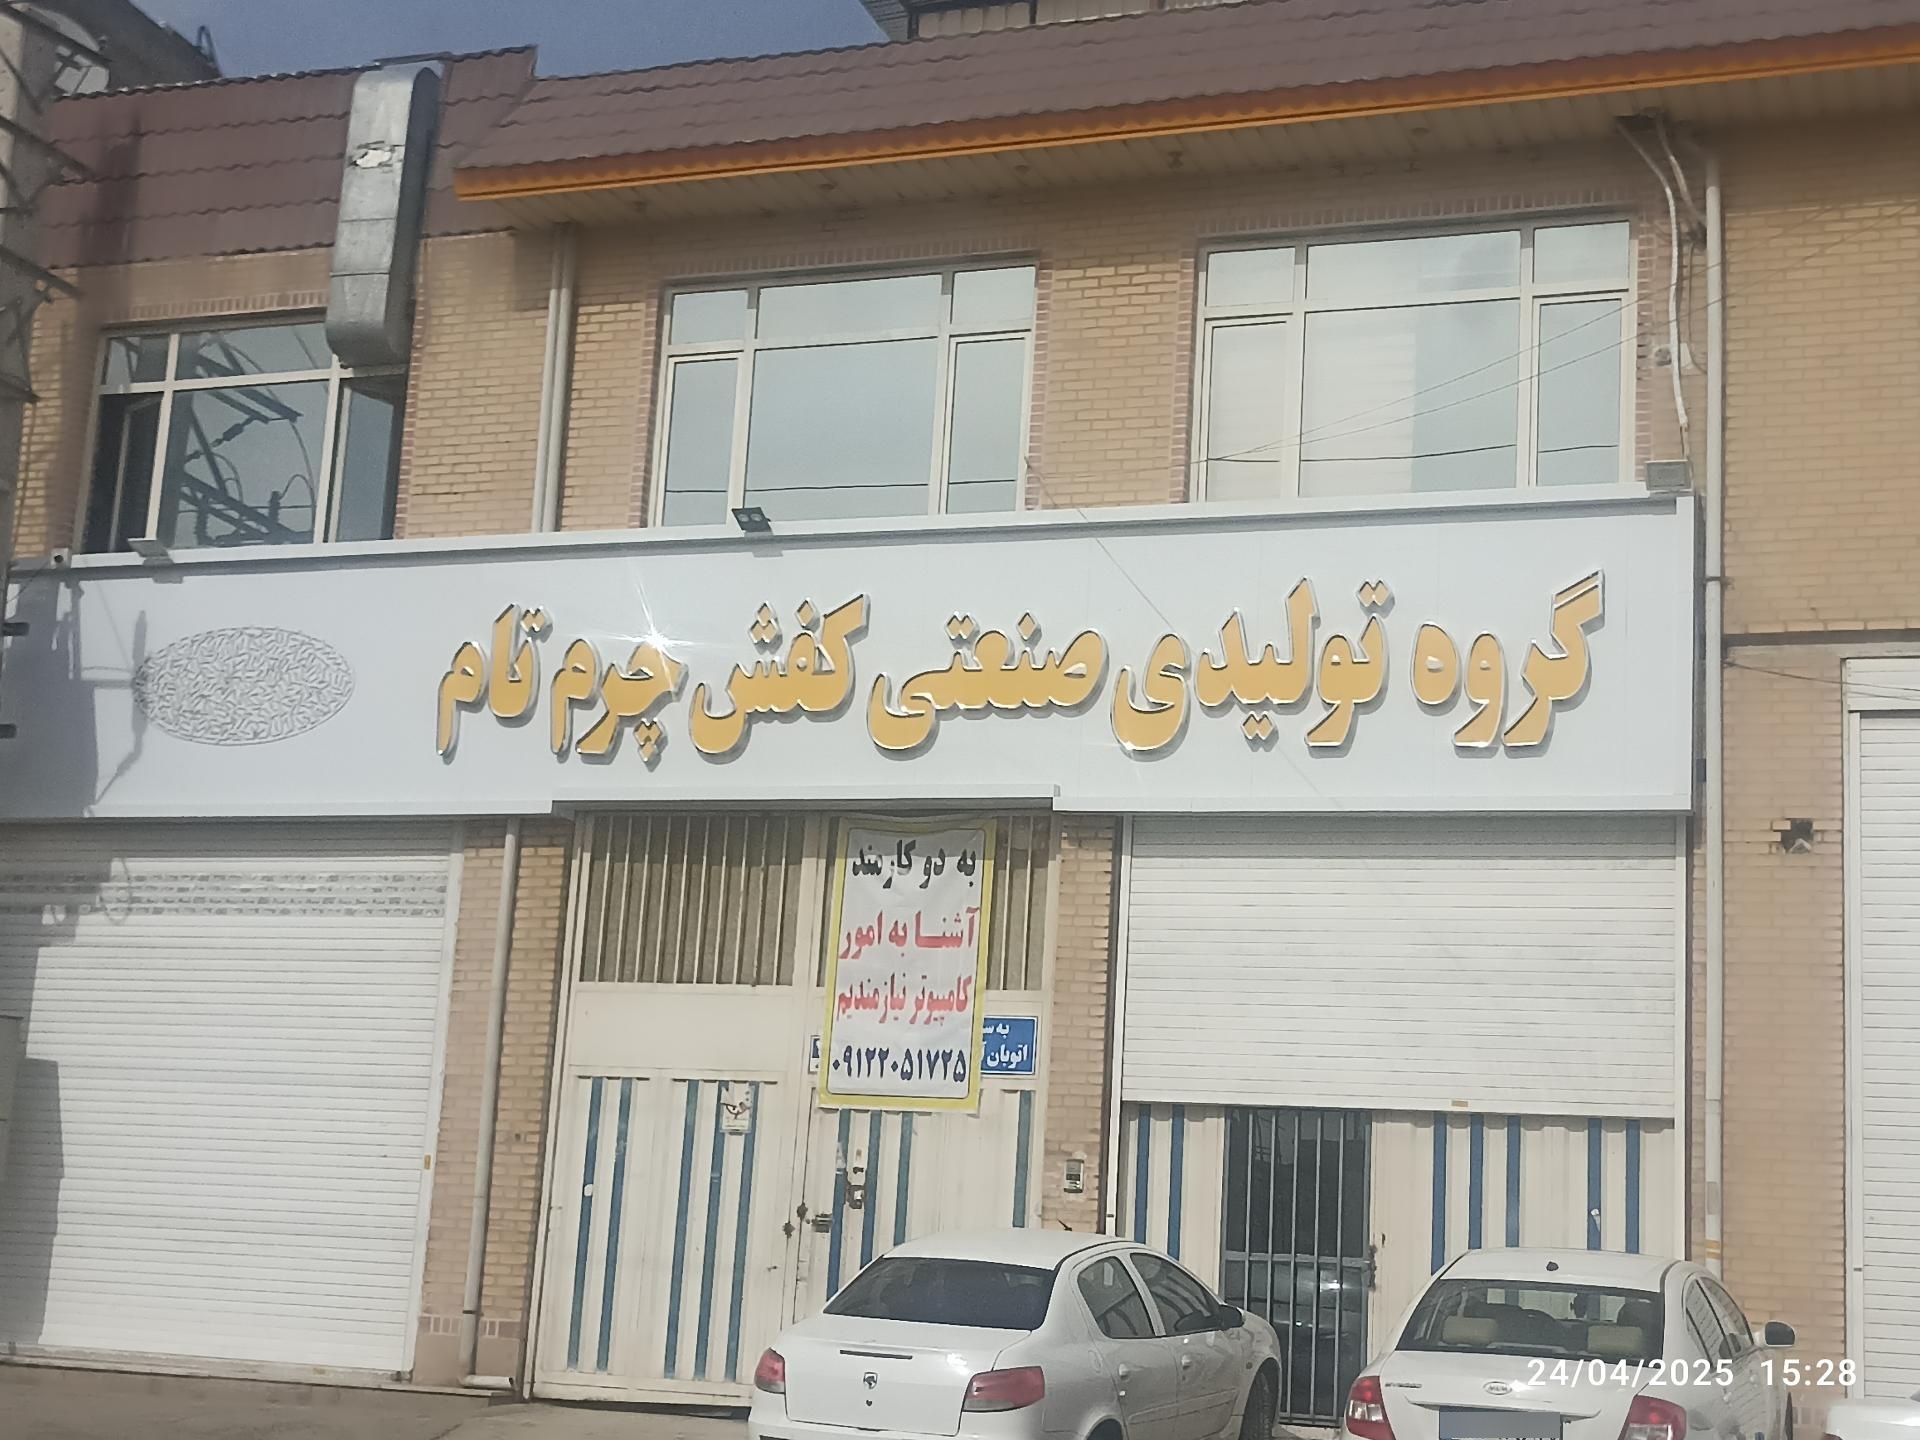 گروه تولیدی صنعتی کفش چرم تام
به دو کارمند
آشنا به امور
کامپیوتر نیازمندیم
۰۹۱۲۲۰۵۱۷۲۵
اتوبان
24/04/2025 15:28